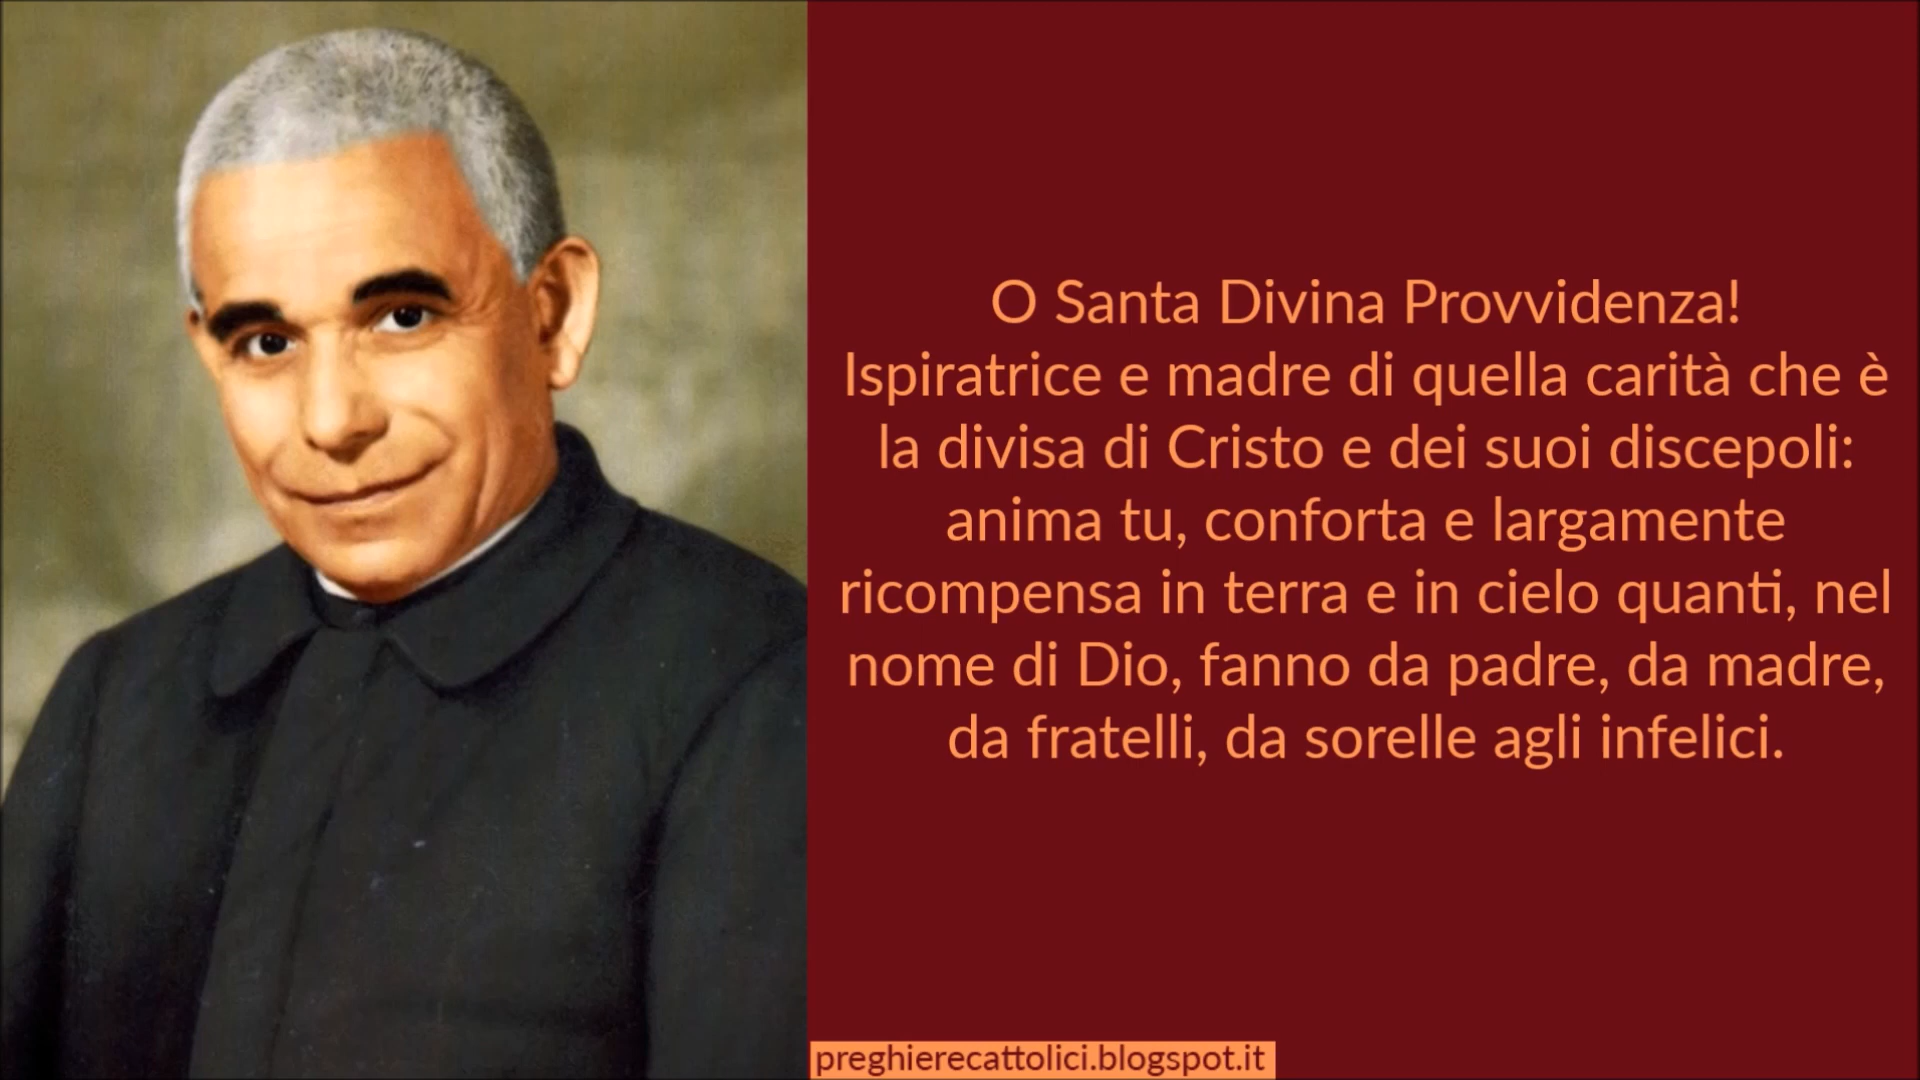 O Santa Divina Provvidenza!
Ispiratrice e madre di quella carità che è
la divisa di Cristo e dei suoi discepoli:
anima tu, conforta e largamente
ricompensa in terra e in cielo quanti, nel
nome di Dio, fanno da padre, da madre,
da fratelli, da sorelle agli infelici.
preghierecattolici.blogspot.it